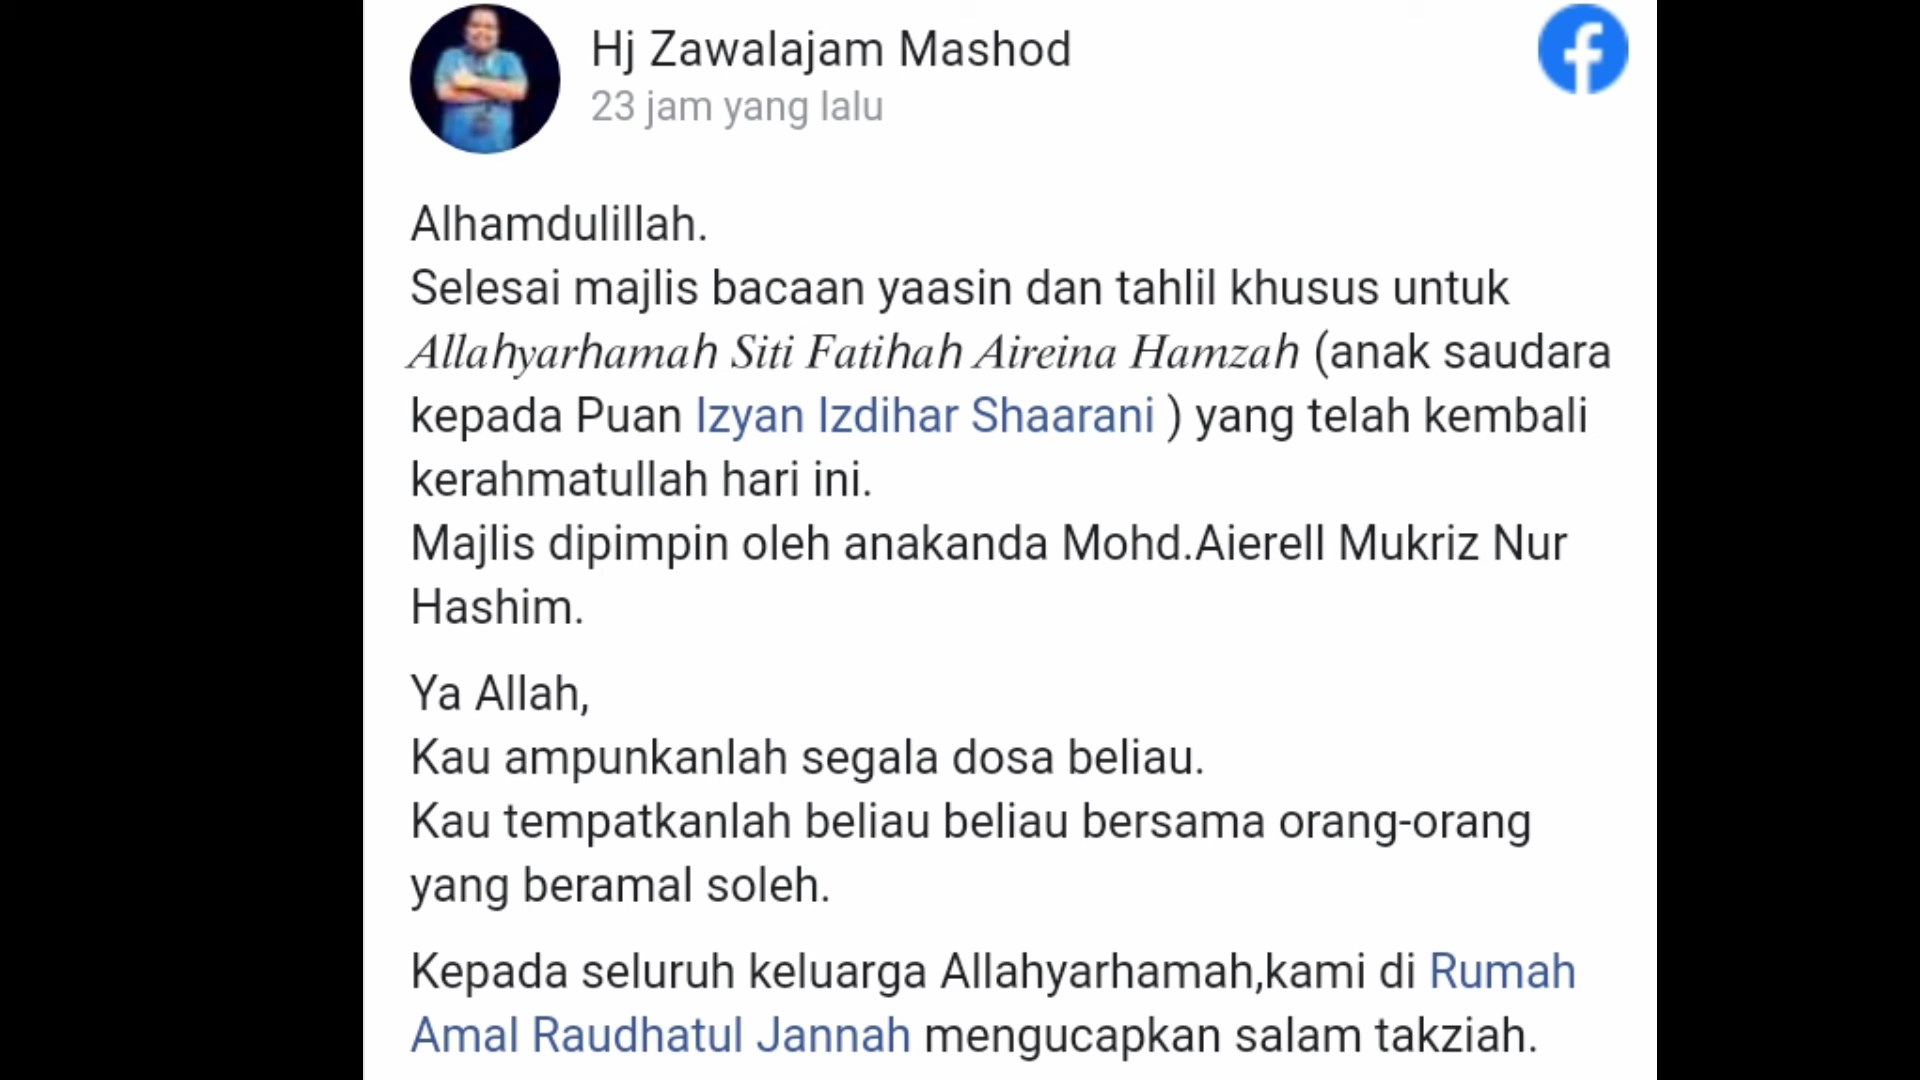 Hj Zawalajam Mashod
23 jam yang lalu
Alhamdulillah.
Selesai majlis bacaan yaasin dan tahlil khusus untuk
Allahyarhamah Siti Fatihah Aireina Hamzah (anak saudara
kepada Puan Izyan Izdihar Shaarani ) yang telah kembali
kerahmatullah hari ini.
Majlis dipimpin oleh anakanda Mohd.Aierell Mukriz Nur
Hashim.
Ya Allah,
Kau ampunkanlah segala dosa beliau.
Kau tempatkanlah beliau beliau bersama orang-orang
yang beramal soleh.
Kepada seluruh keluarga Allahyarhamah,kami di Rumah
Amal Raudhatul Jannah mengucapkan salam takziah.